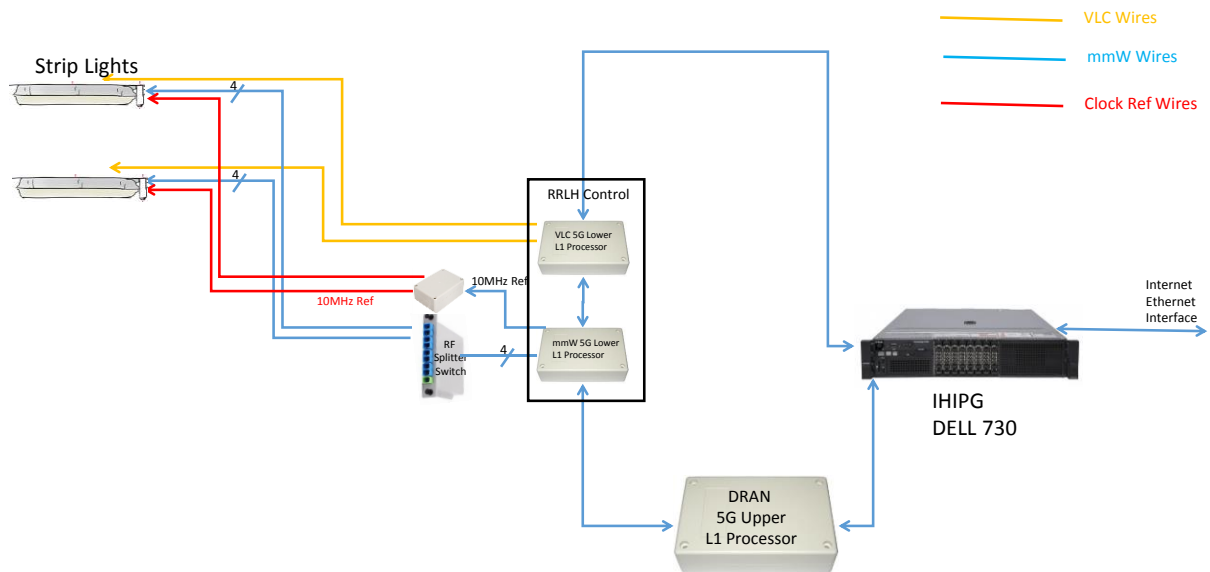 VLC Wires
mmW Wires
Clock Ref Wires
Strip Lights
4
4
RRLH Control
VLC 5G Lower
L1 Processor
10MHz Ref
10MHz Ref
RF
Splitter
Switch
4
mmW 5G Lower
L1 Processor
Internet
Ethernet
Interface
IHIPG
DELL 730
DRAN
5G Upper
L1 Processor